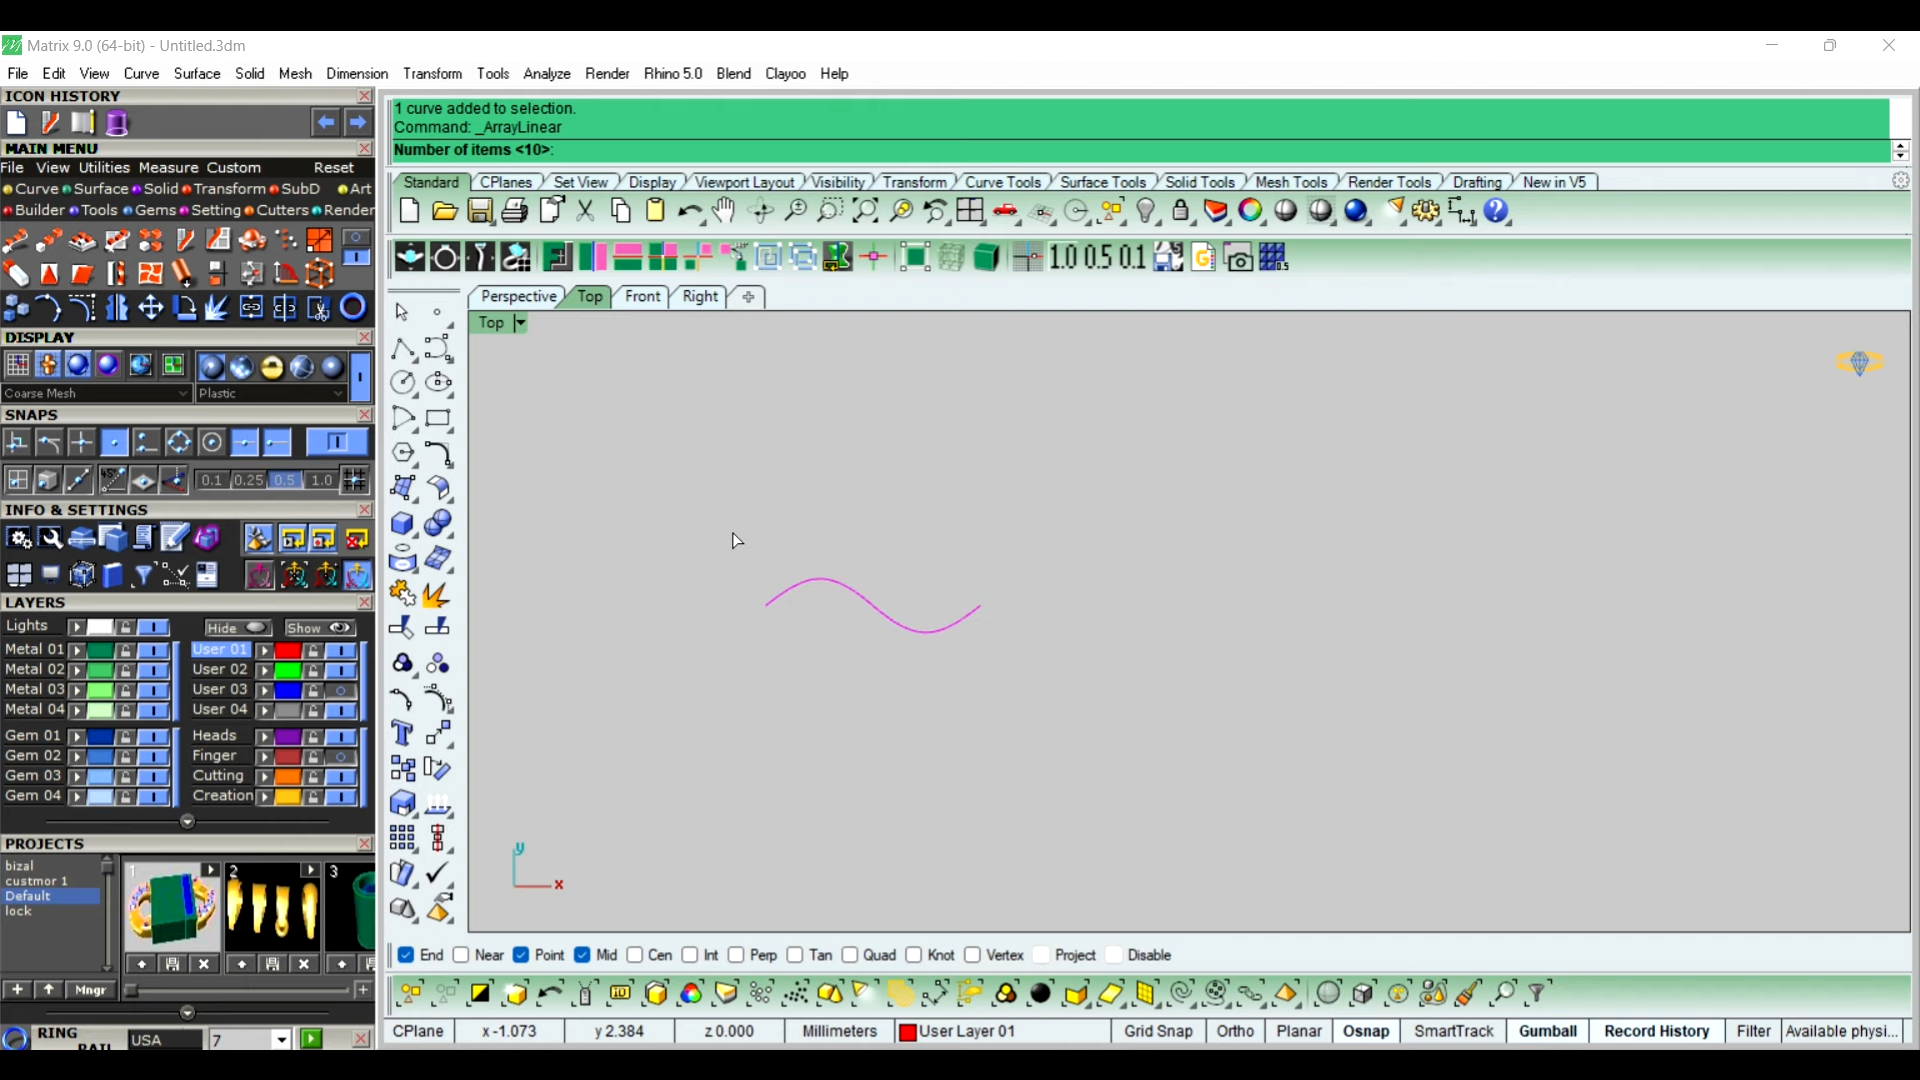 Matrix 9.0 (64-bit) - Untitled.3dm
File Edit View Curve Surface Solid Mesh Dimension Transform Tools Analyze Render Rhino 5.0 Blend Clayoo Help
ICON HISTORY
MAIN MENU
File View Utilities Measure Custom Reset
Curve Surface Solid Transform SubD Art
Builder Tools Gems Setting Cutters Render
DISPLAY
Coarse Mesh Plastic
SNAPS
0.1 0.25 0.5 1.0
INFO & SETTINGS
LAYERS
Lights Hide Show
Metal 01 User 01
Metal 02 User 02
Metal 03 User 03
Metal 04 User 04
Gem 01 Heads
Gem 02 Finger
Gem 03 Cutting
Gem 04 Creation
PROJECTS
bizal
custmor 1
Default
lock
1 2 3
Mngr
RING
RAIL
USA 7
1 curve added to selection.
Command: _ArrayLinear
Number of items <10>:
Standard CPlanes Set View Display Viewport Layout Visibility Transform Curve Tools Surface Tools Solid Tools Mesh Tools Render Tools Drafting New in V5
1.0 0.5 0.1
Perspective Top Front Right
Top
y
x
End Near Point Mid Cen Int Perp Tan Quad Knot Vertex Project Disable
CPlane x -1.073 y 2.384 z 0.000 Millimeters User Layer 01 Grid Snap Ortho Planar Osnap SmartTrack Gumball Record History Filter Available physi...